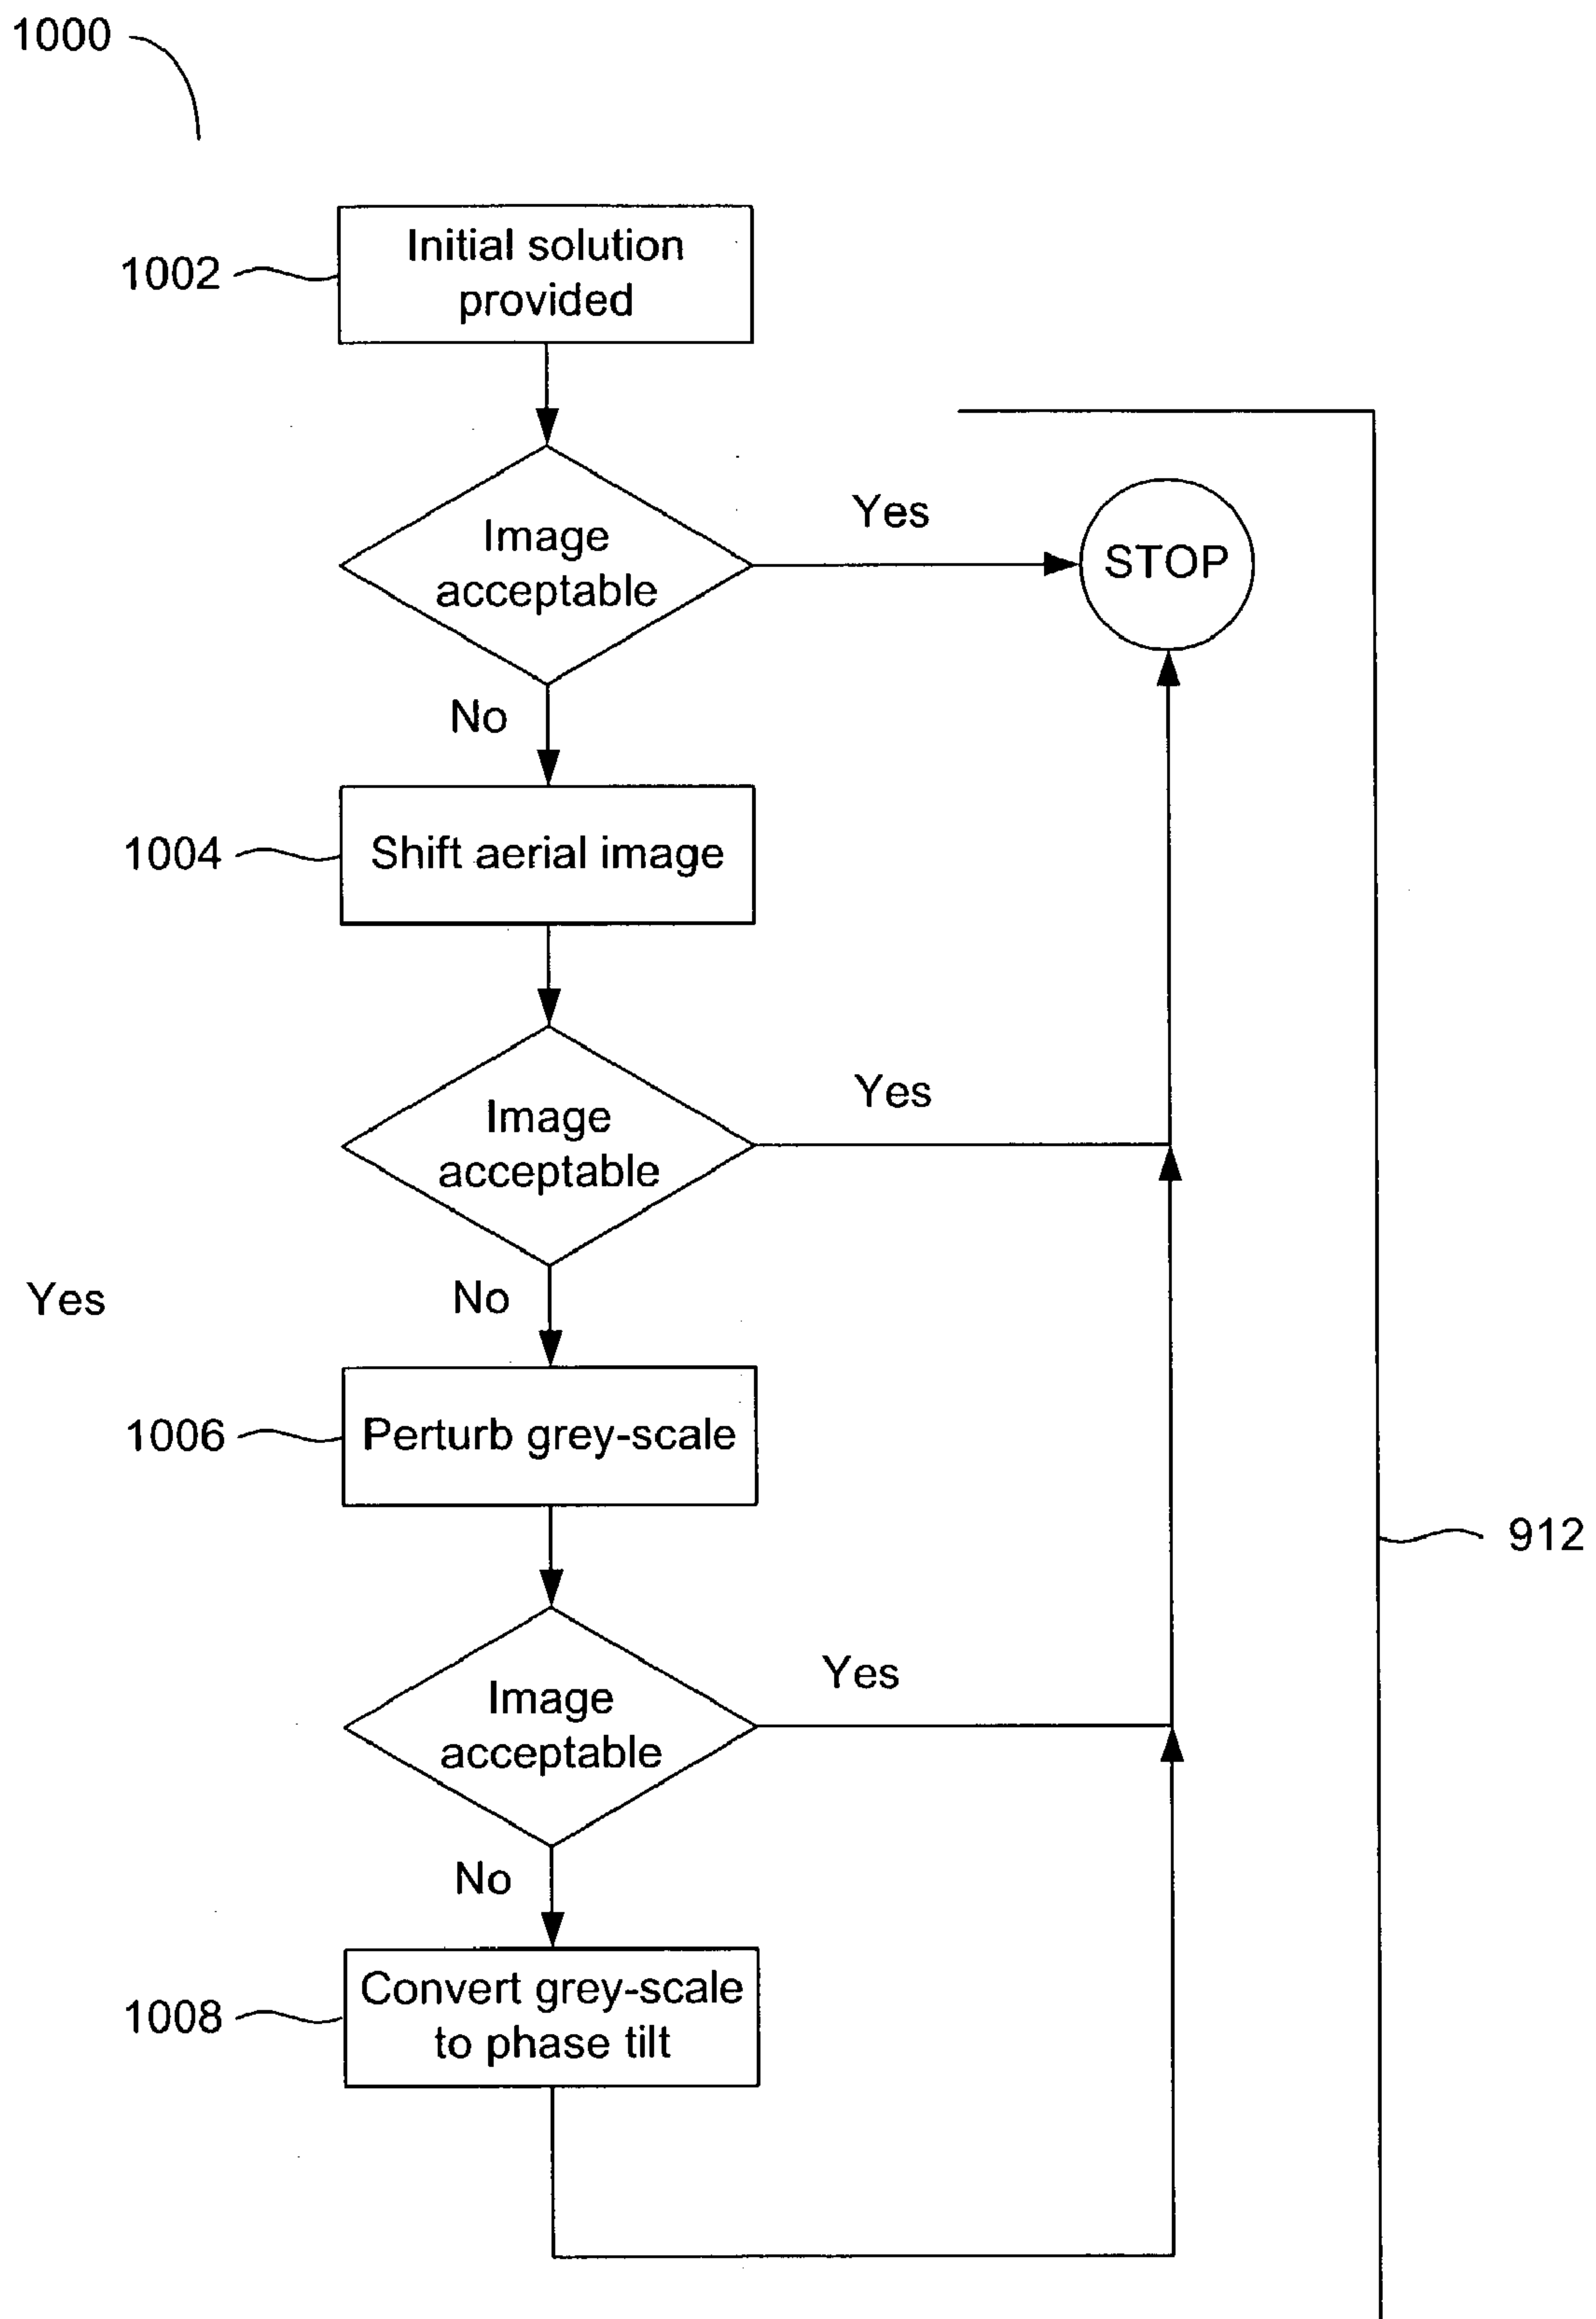 1000
1002
Initial solution
provided
Image
acceptable
Yes
STOP
No
1004
Shift aerial image
Image
acceptable
Yes
Yes
No
1006
Perturb grey-scale
912
Image
acceptable
Yes
No
1008
Convert grey-scale
to phase tilt